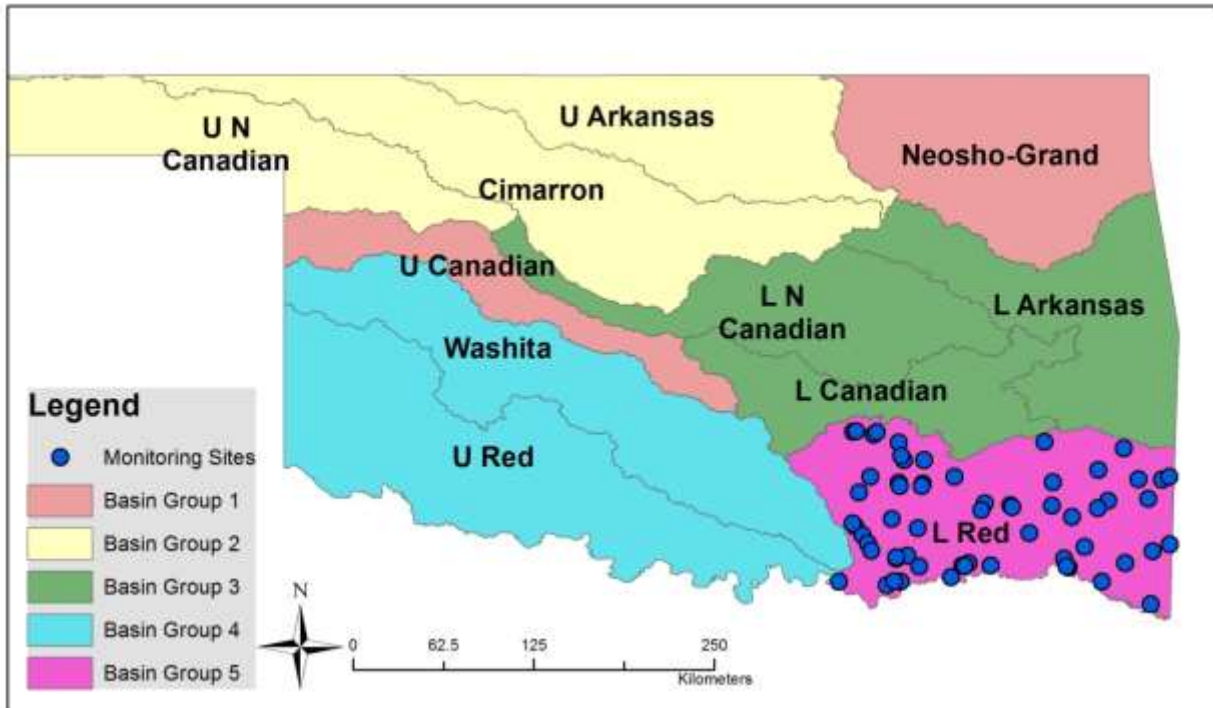 U Arkansas
U N
Canadian
Neosho-Grand
Cimarron
U Canadian
L N
Canadian
L Arkansas
Washita
L Canadian
U Red
L Red
Legend
Monitoring Sites
Basin Group 1
Basin Group 2
Basin Group 3
Basin Group 4
Basin Group 5
N
0 62.5 125 250
Kilometers